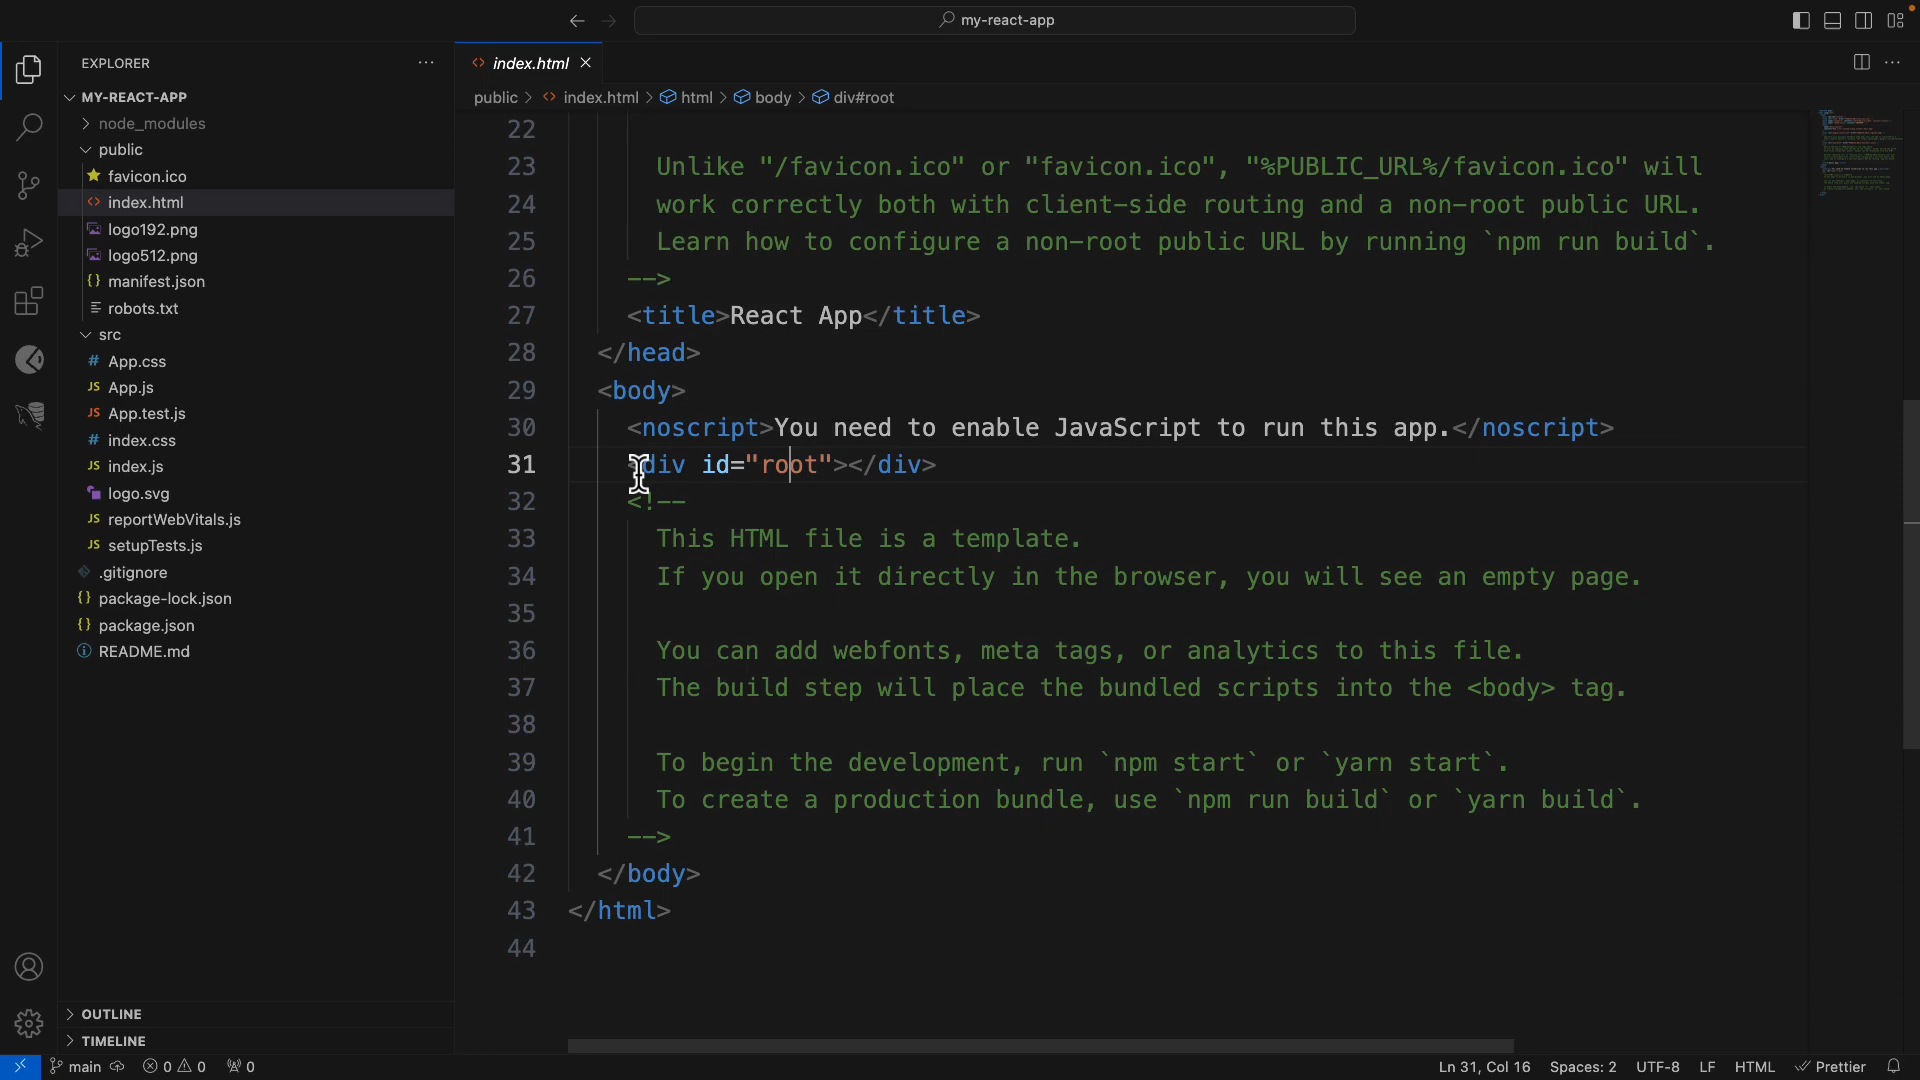 my-react-app
EXPLORER
MY-REACT-APP
node_modules
public
favicon.ico
index.html
logo192.png
logo512.png
manifest.json
robots.txt
src
App.css
App.js
App.test.js
index.css
index.js
logo.svg
reportWebVitals.js
setupTests.js
.gitignore
package-lock.json
package.json
README.md
OUTLINE
TIMELINE
index.html
public > index.html > html > body > div#root
22
23 Unlike "/favicon.ico" or "favicon.ico", "%PUBLIC_URL%/favicon.ico" will
24 work correctly both with client-side routing and a non-root public URL.
25 Learn how to configure a non-root public URL by running `npm run build`.
26 -->
27 <title>React App</title>
28 </head>
29 <body>
30 <noscript>You need to enable JavaScript to run this app.</noscript>
31 <div id="root"></div>
32 <!--
33 This HTML file is a template.
34 If you open it directly in the browser, you will see an empty page.
35
36 You can add webfonts, meta tags, or analytics to this file.
37 The build step will place the bundled scripts into the <body> tag.
38
39 To begin the development, run `npm start` or `yarn start`.
40 To create a production bundle, use `npm run build` or `yarn build`.
41 -->
42 </body>
43 </html>
44
main 0 0 0 Ln 31, Col 16 Spaces: 2 UTF-8 LF HTML Prettier